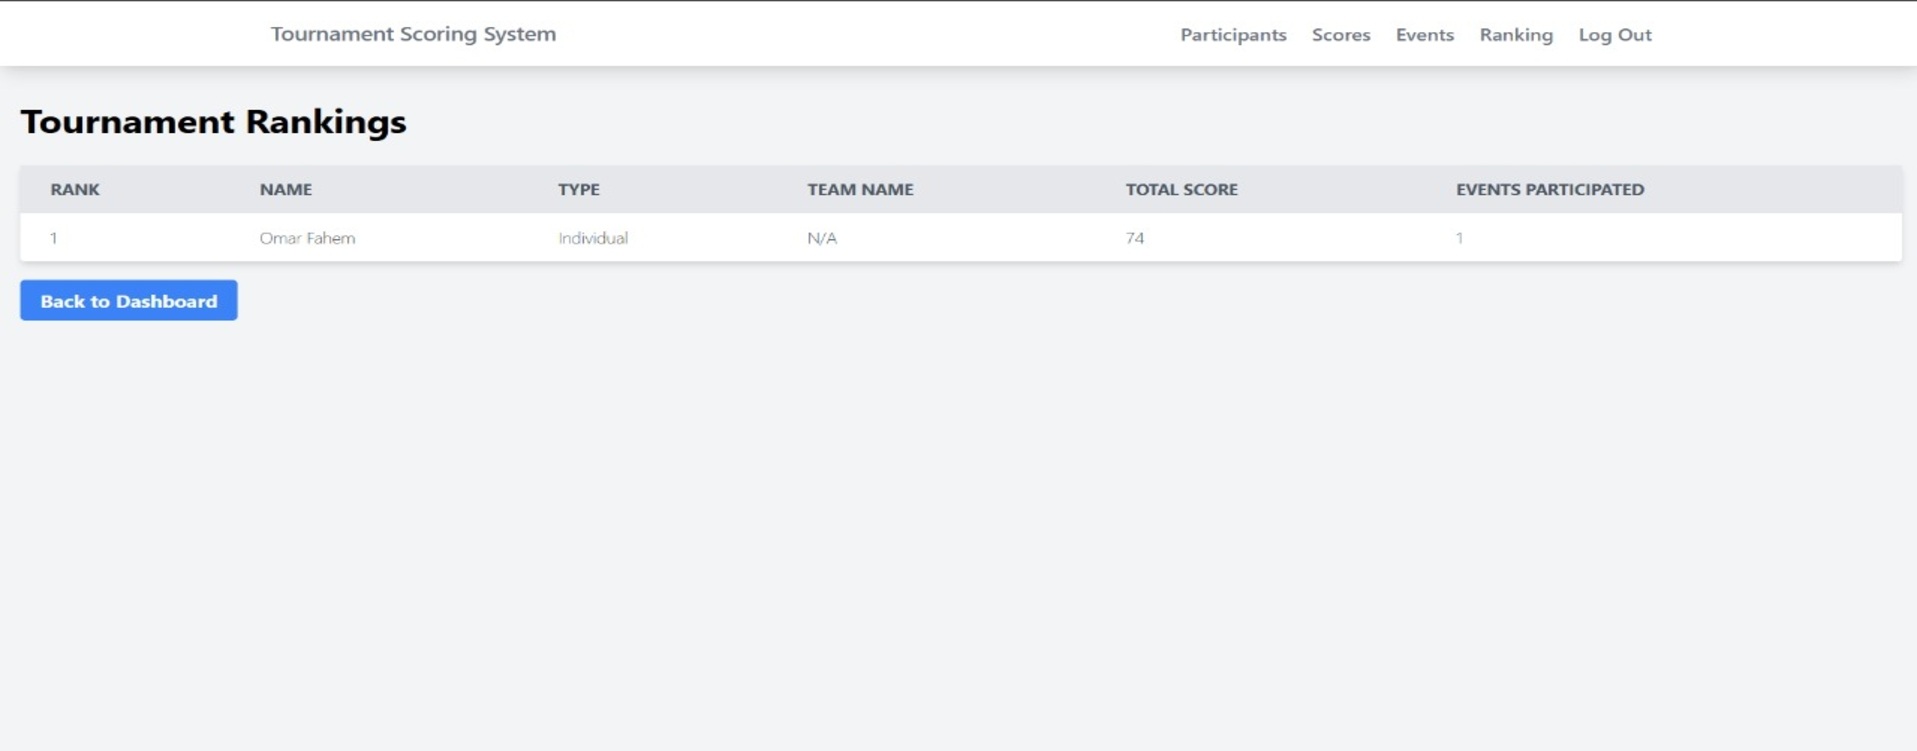 Tournament Scoring System Participants Scores Events Ranking Log Out
Tournament Rankings
RANK NAME TYPE TEAM NAME TOTAL SCORE EVENTS PARTICIPATED
1 Omar Fahem Individual N/A 74 1
Back to Dashboard